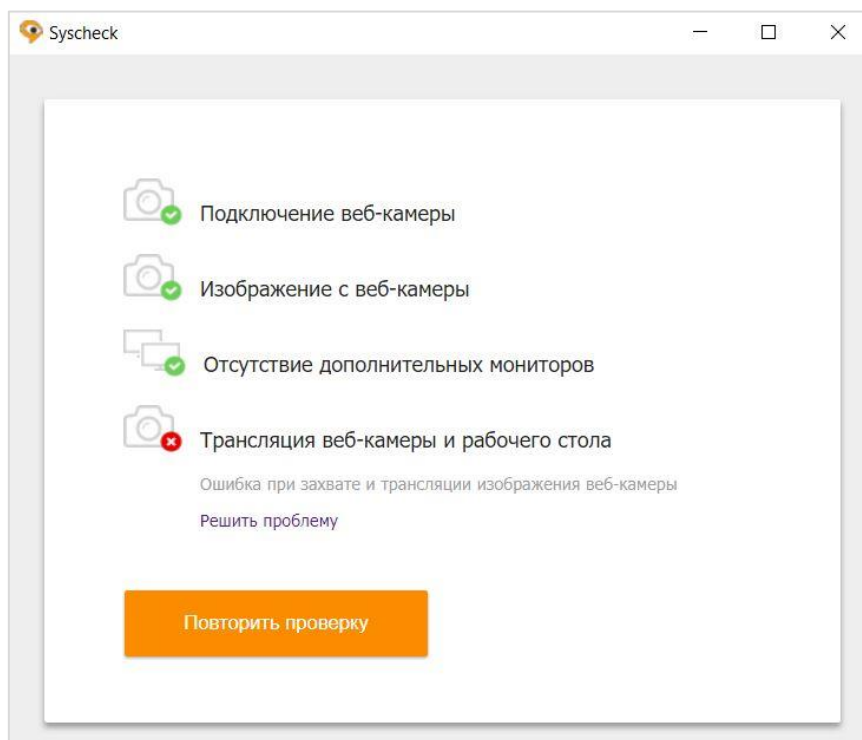 Syscheck
Подключение веб-камеры
Изображение с веб-камеры
Отсутствие дополнительных мониторов
Трансляция веб-камеры и рабочего стола
Ошибка при захвате и трансляции изображения веб-камеры
Решить проблему
Повторить проверку